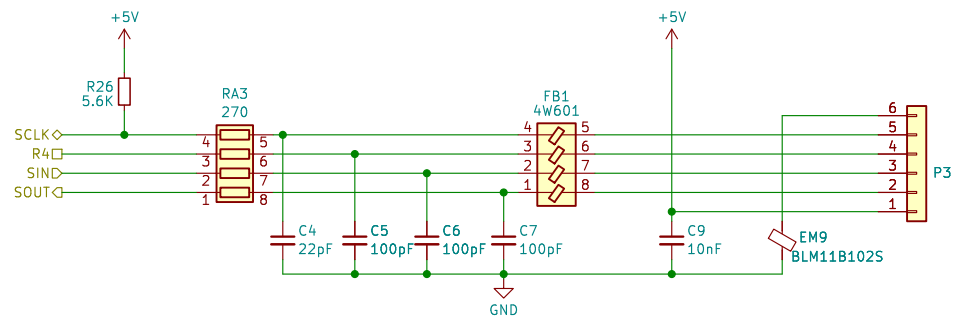 +5V
+5V
R26
5.6K
RA3
270
FB1
4W601
SCLK
R4
SIN
SOUT
4
3
2
1
5
6
7
8
4
3
2
1
5
6
7
8
6
5
4
3
2
1
P3
C4
22pF
C5
100pF
C6
100pF
C7
100pF
C9
10nF
EM9
BLM11B102S
GND